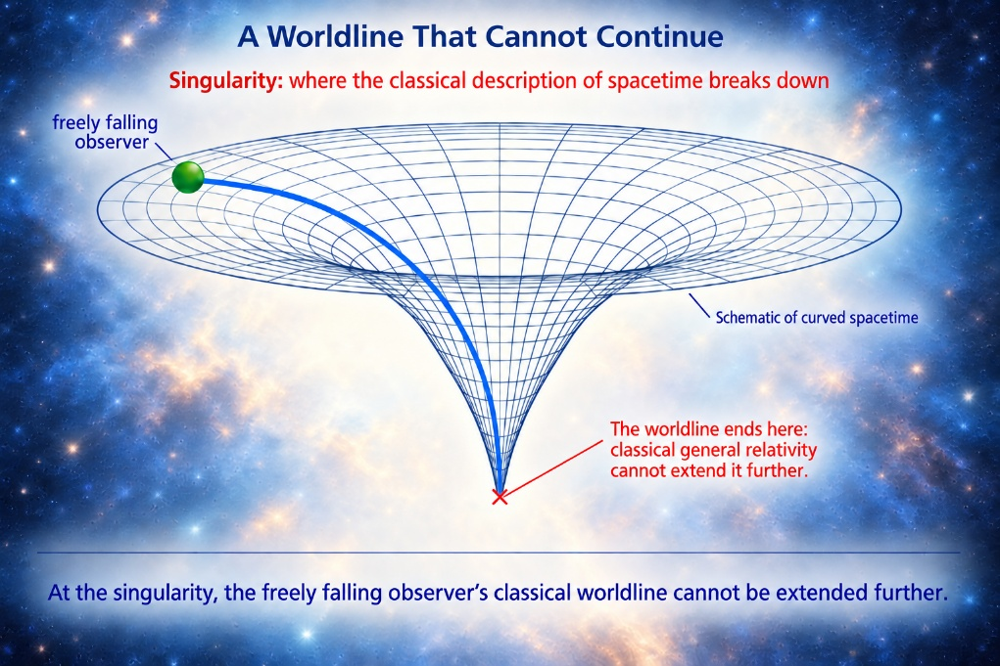 A Worldline That Cannot Continue
Singularity: where the classical description of spacetime breaks down
freely falling
observer
Schematic of curved spacetime
The worldline ends here:
classical general relativity
cannot extend it further.
At the singularity, the freely falling observer’s classical worldline cannot be extended further.